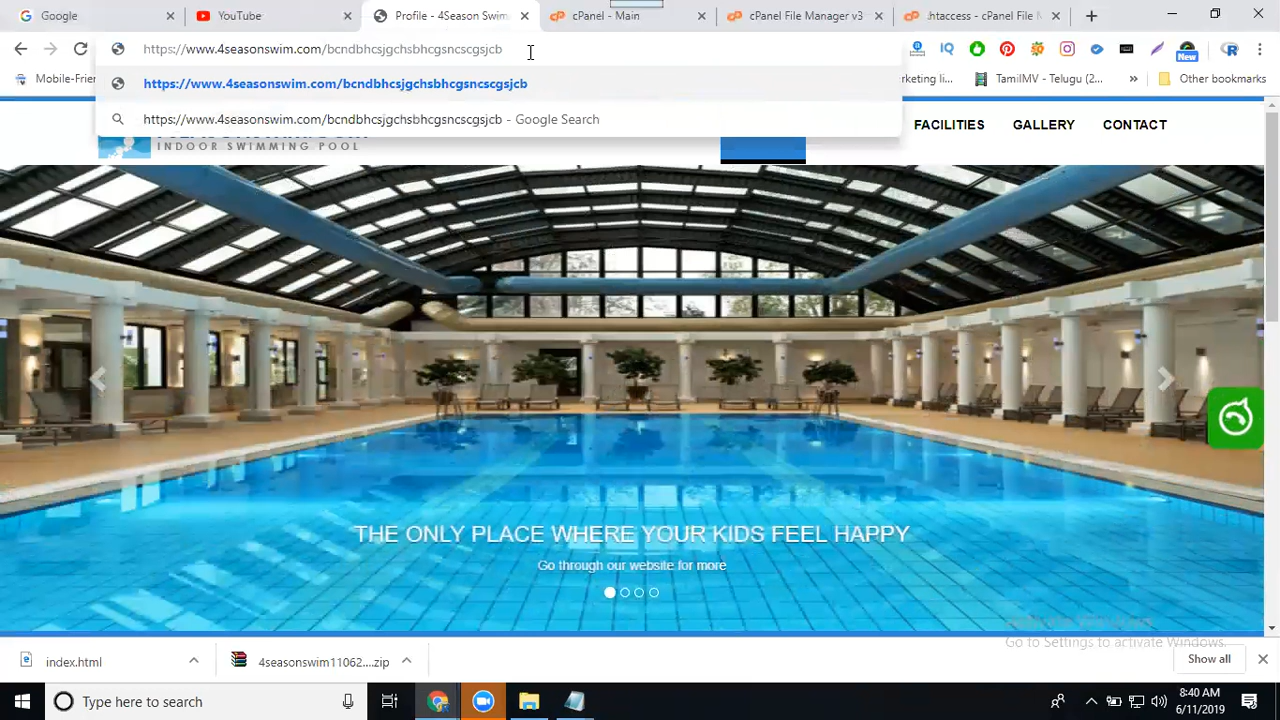 Google
YouTube
Profile - 4Season Swim
cPanel - Main
cPanel File Manager v3
.htaccess - cPanel File M
https://www.4seasonswim.com/bcndbhcsjgchsbhcgsncscgsjcb
IQ
New
Mobile-Frien
TamilMV - Telugu (2...
»
Other bookmarks
https://www.4seasonswim.com/bcndbhcsjgchsbhcgsncscgsjcb
https://www.4seasonswim.com/bcndbhcsjgchsbhcgsncscgsjcb - Google Search
FACILITIES
GALLERY
CONTACT
INDOOR SWIMMING POOL
THE ONLY PLACE WHERE YOUR KIDS FEEL HAPPY
Go through our website for more
Activate Windows
Go to Settings to activate Windows.
index.html
4seasonswim11062....zip
Show all
Type here to search
8:40 AM
6/11/2019